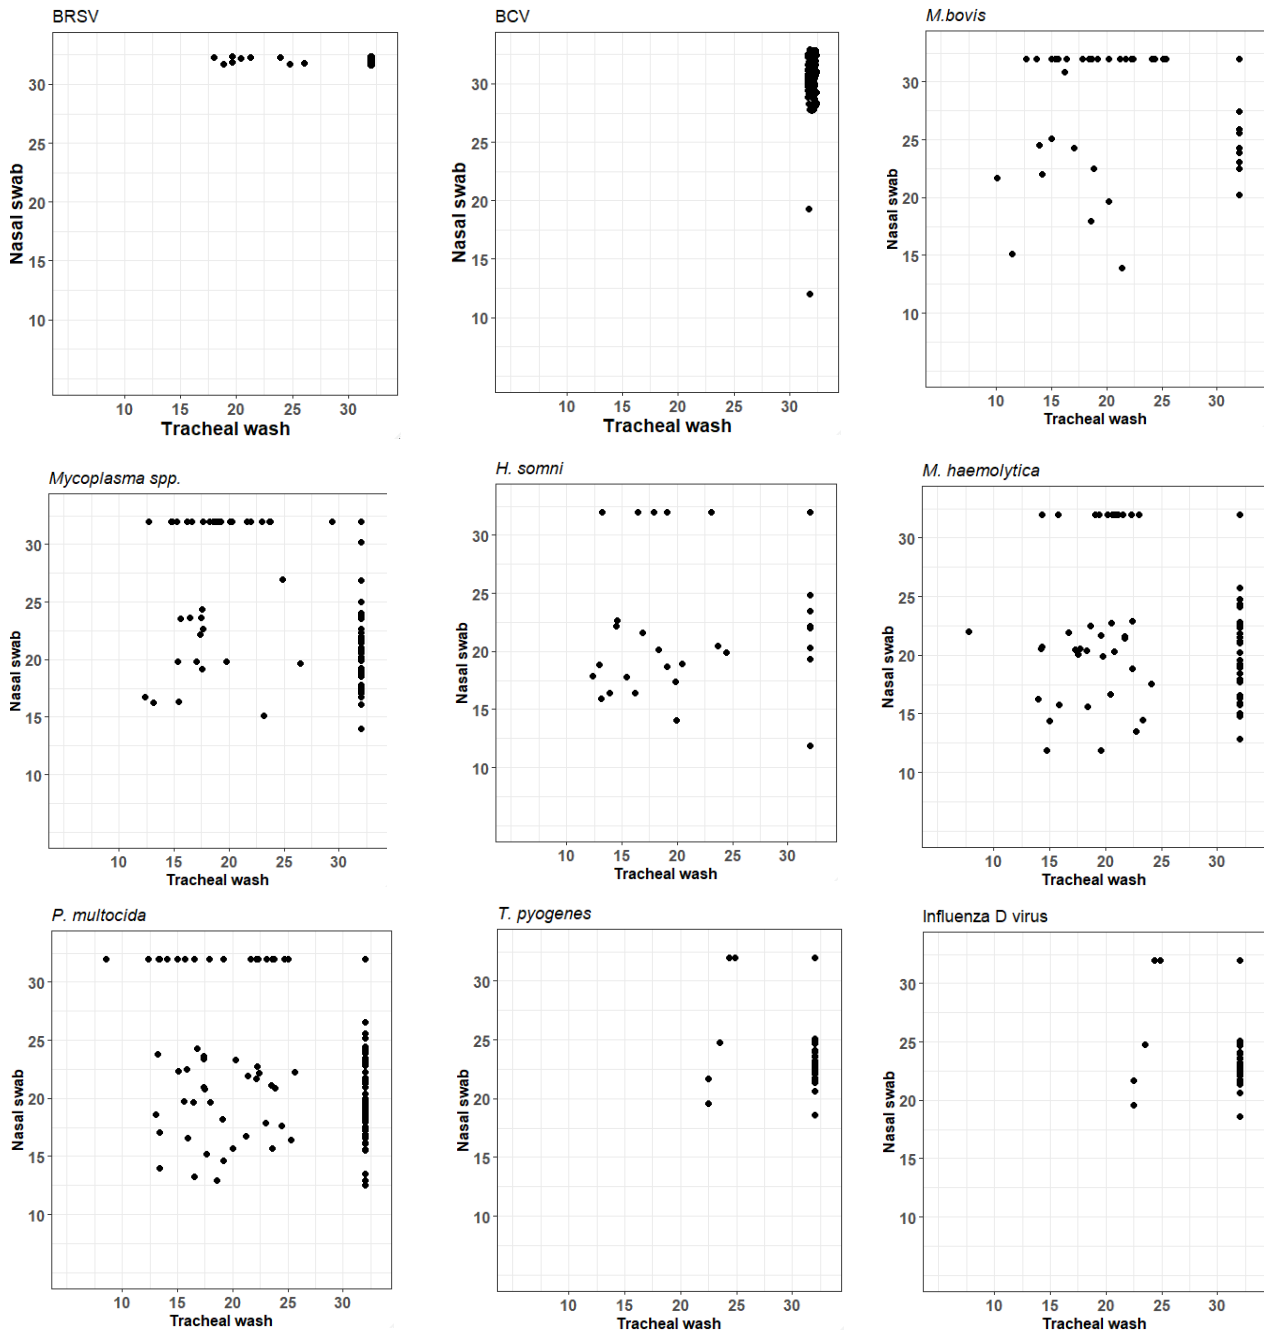 BRSV
30
25
20
15
10
Nasal swab
10 15 20 25 30
Tracheal wash
BCV
30
25
20
15
10
Nasal swab
10 15 20 25 30
Tracheal wash
M.bovis
30
25
20
15
10
Nasal swab
10 15 20 25 30
Tracheal wash
Mycoplasma spp.
30
25
20
15
10
Nasal swab
10 15 20 25 30
Tracheal wash
H. somni
30
25
20
15
10
Nasal swab
10 15 20 25 30
Tracheal wash
M. haemolytica
30
25
20
15
10
Nasal swab
10 15 20 25 30
Tracheal wash
P. multocida
30
25
20
15
10
Nasal swab
10 15 20 25 30
Tracheal wash
T. pyogenes
30
25
20
15
10
Nasal swab
10 15 20 25 30
Tracheal wash
Influenza D virus
30
25
20
15
10
Nasal swab
10 15 20 25 30
Tracheal wash